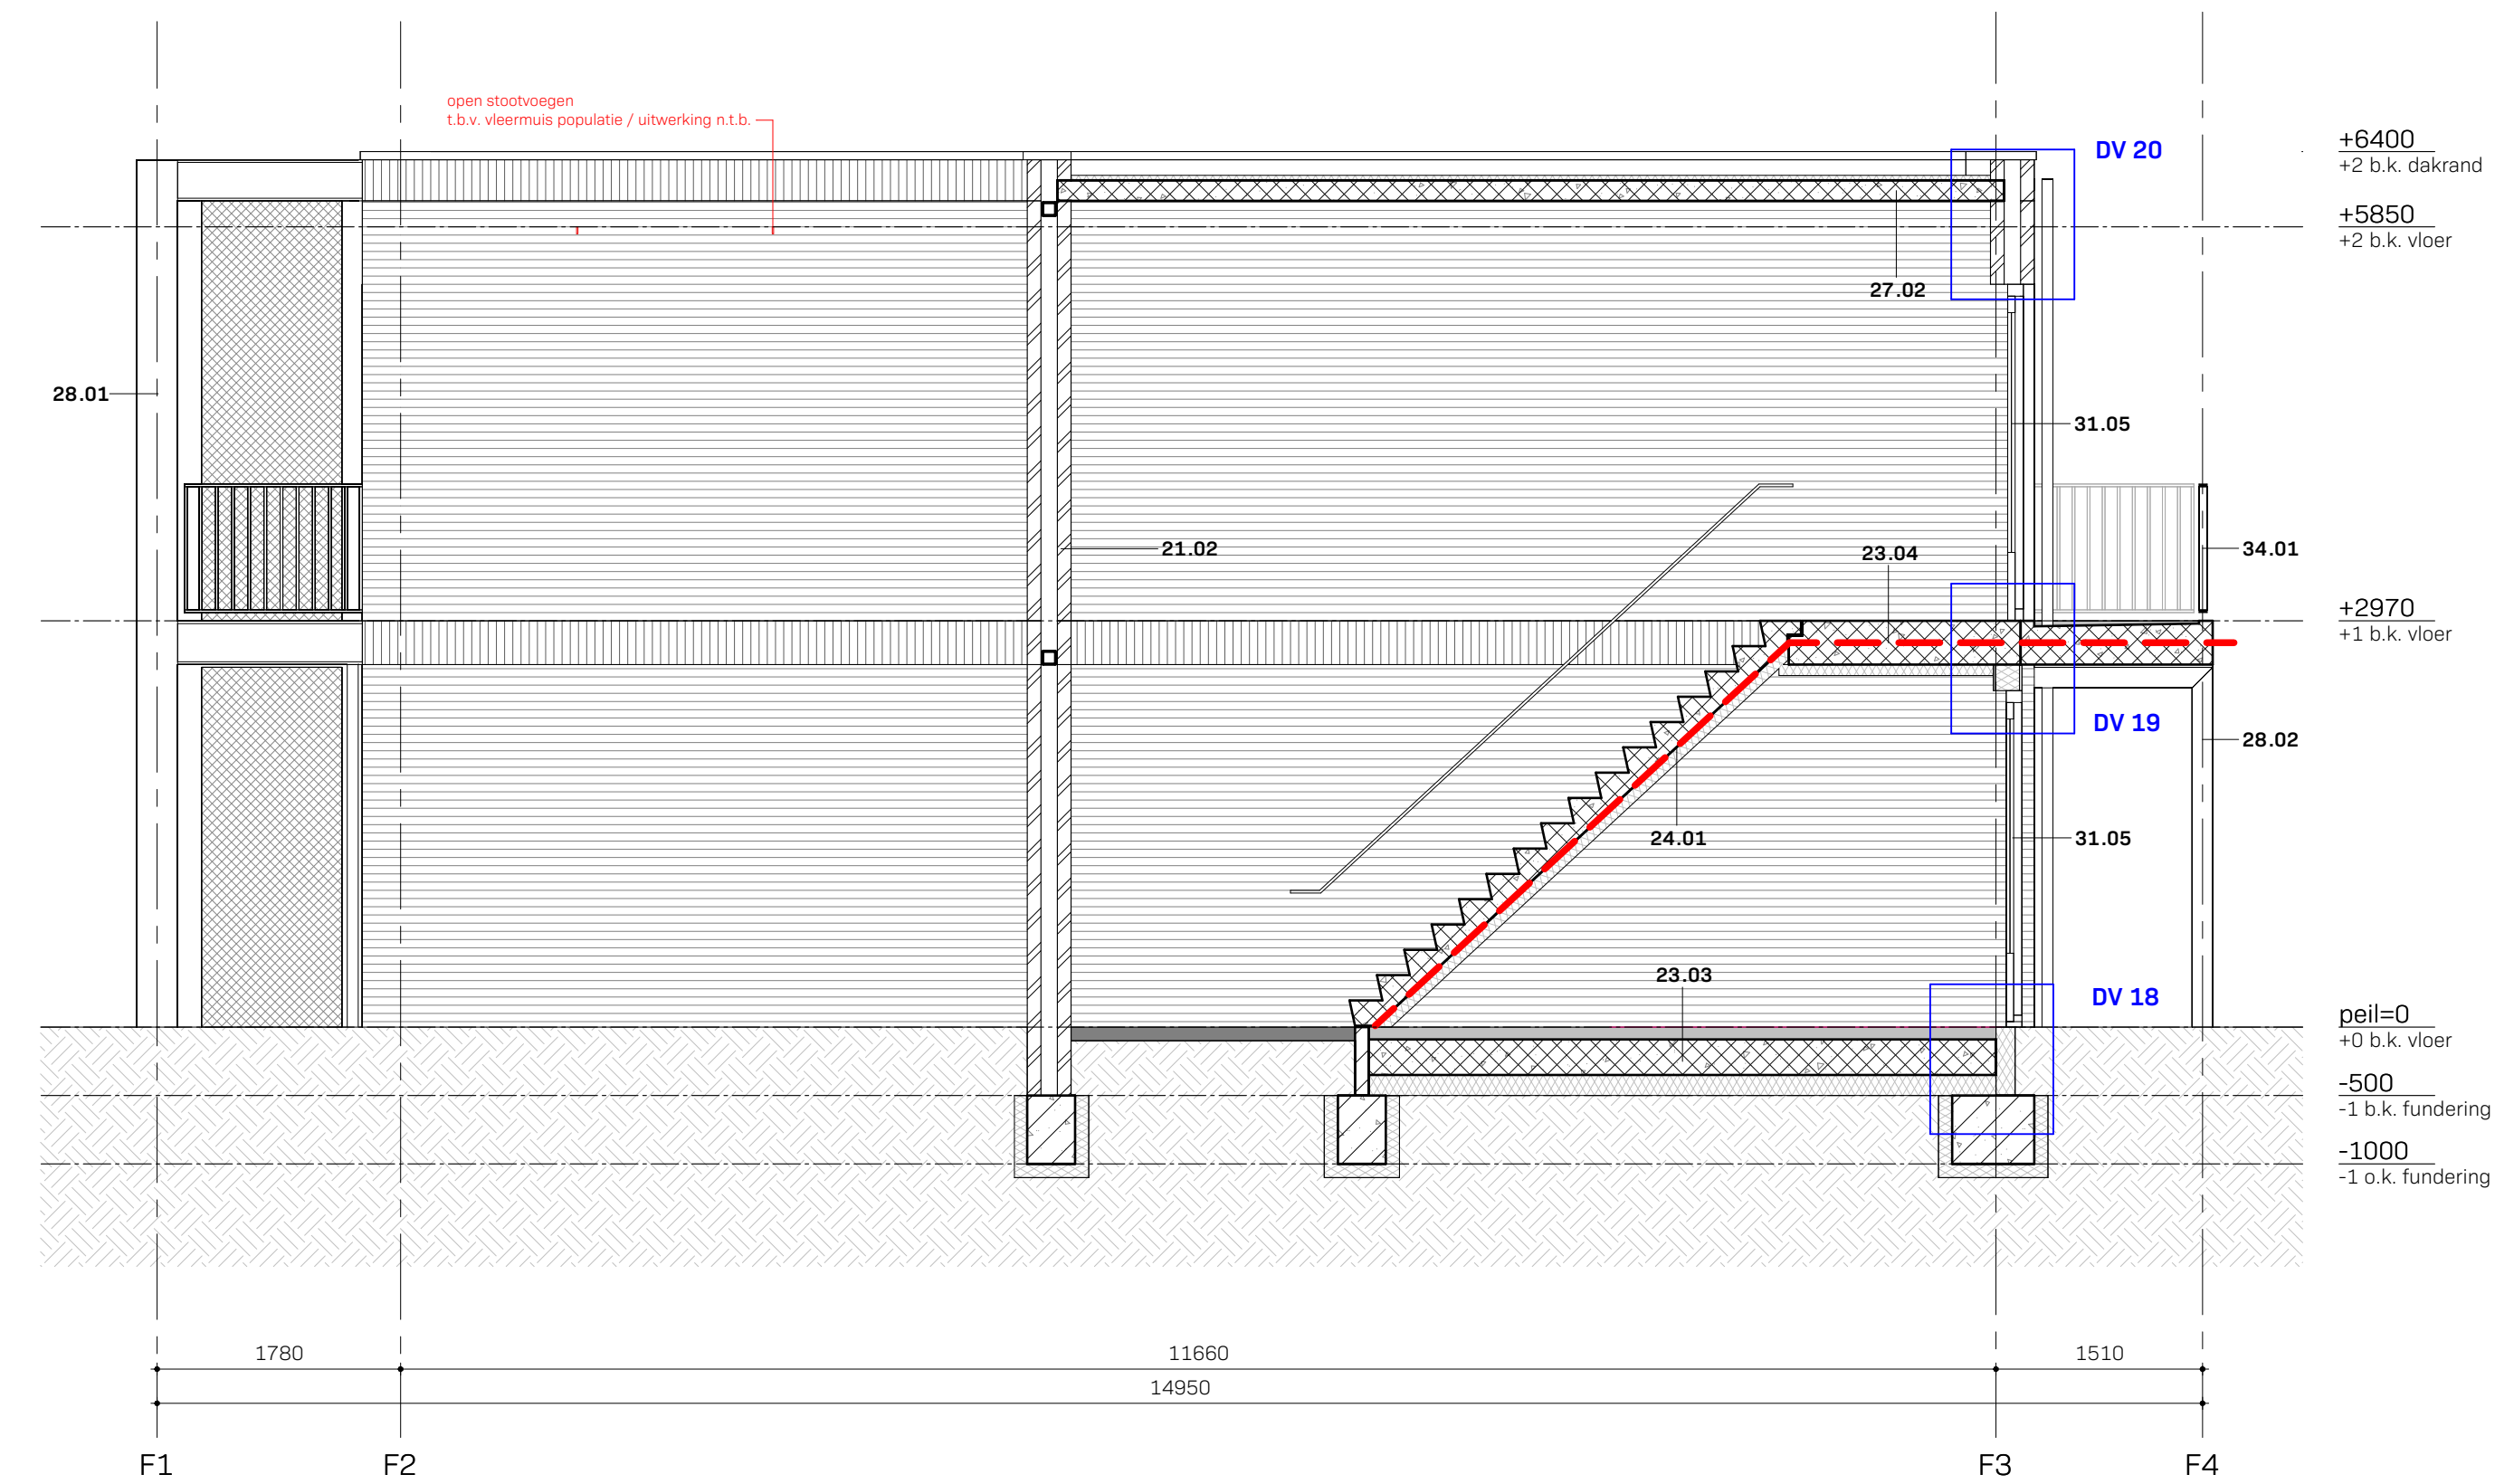 open stootvoegen
t.b.v. vleermuis populatie / uitwerking n.t.b.
DV 20
+6400
+2 b.k. dakrand
+5850
+2 b.k. vloer
27.02
28.01
31.05
21.02
23.04
34.01
+2970
+1 b.k. vloer
DV 19
28.02
24.01
31.05
23.03
DV 18
peil=0
+0 b.k. vloer
-500
-1 b.k. fundering
-1000
-1 o.k. fundering
1780
11660
1510
14950
F1
F2
F3
F4